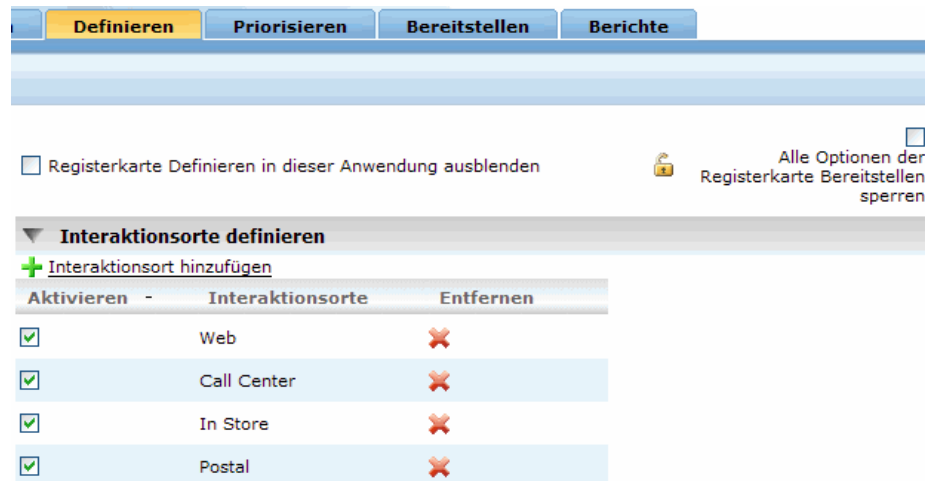 Definieren Priorisieren Bereitstellen Berichte
Registerkarte Definieren in dieser Anwendung ausblenden
Alle Optionen der
Registerkarte Bereitstellen
sperren
Interaktionsorte definieren
Interaktionsort hinzufügen
Aktivieren - Interaktionsorte Entfernen
Web
Call Center
In Store
Postal